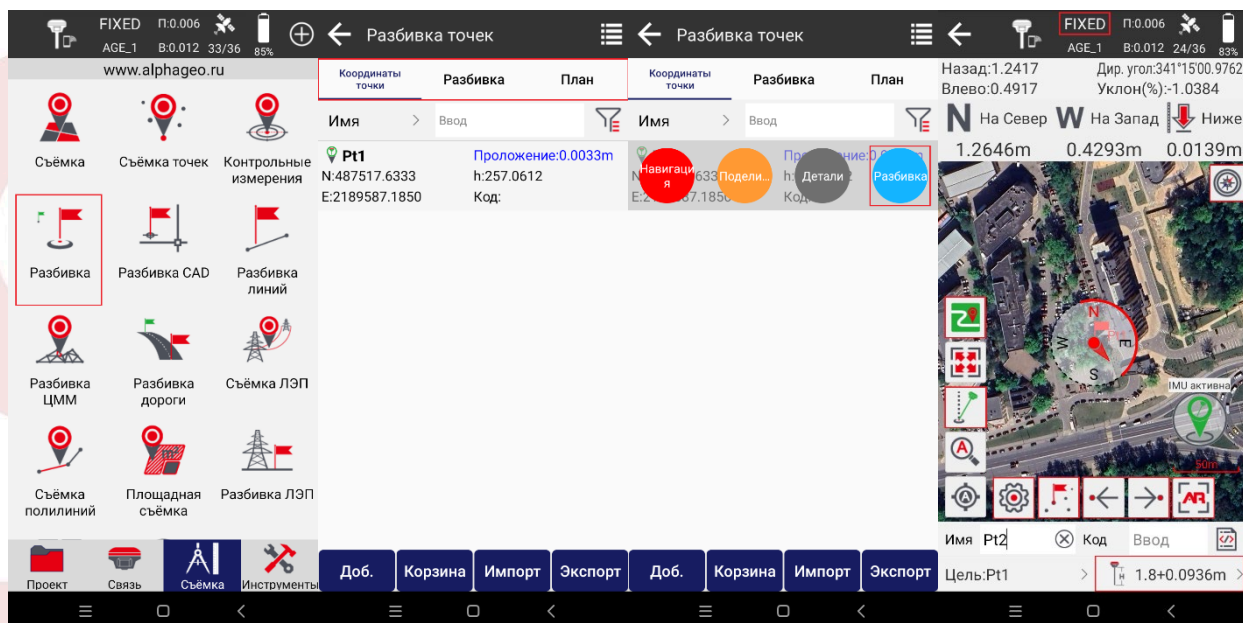 FIXED П:0.006
AGE_1 B:0.012 33/36 85%
www.alphageo.ru
Съёмка
Съёмка точек
Контрольные
измерения
Разбивка
Разбивка CAD
Разбивка
линий
Разбивка
ЦММ
Разбивка
дороги
Съёмка ЛЭП
Съёмка
полилиний
Площадная
съёмка
Разбивка ЛЭП
Проект
Связь
Съёмка
Инструменты
Разбивка точек
Координаты
точки
Разбивка
План
Имя > Ввод
Pt1 Проложение:0.0033m
N:487517.6333 h:257.0612
E:2189587.1850 Код:
Доб. Корзина Импорт Экспорт
Разбивка точек
Координаты
точки
Разбивка
План
Имя > Ввод
Навигаци
я
Подели...
Детали
Разбивка
Доб. Корзина Импорт Экспорт
FIXED П:0.006
AGE_1 B:0.012 24/36 83%
Назад:1.2417 Дир. угол:341°15'00.9762
Влево:0.4917 Уклон(%):-1.0384
N На Север W На Запад Ниже
1.2646m 0.4293m 0.0139m
N
W
E
S
IMU активна
50m
AR
Имя Pt2 Код Ввод
Цель:Pt1 > H 1.8+0.0936m >